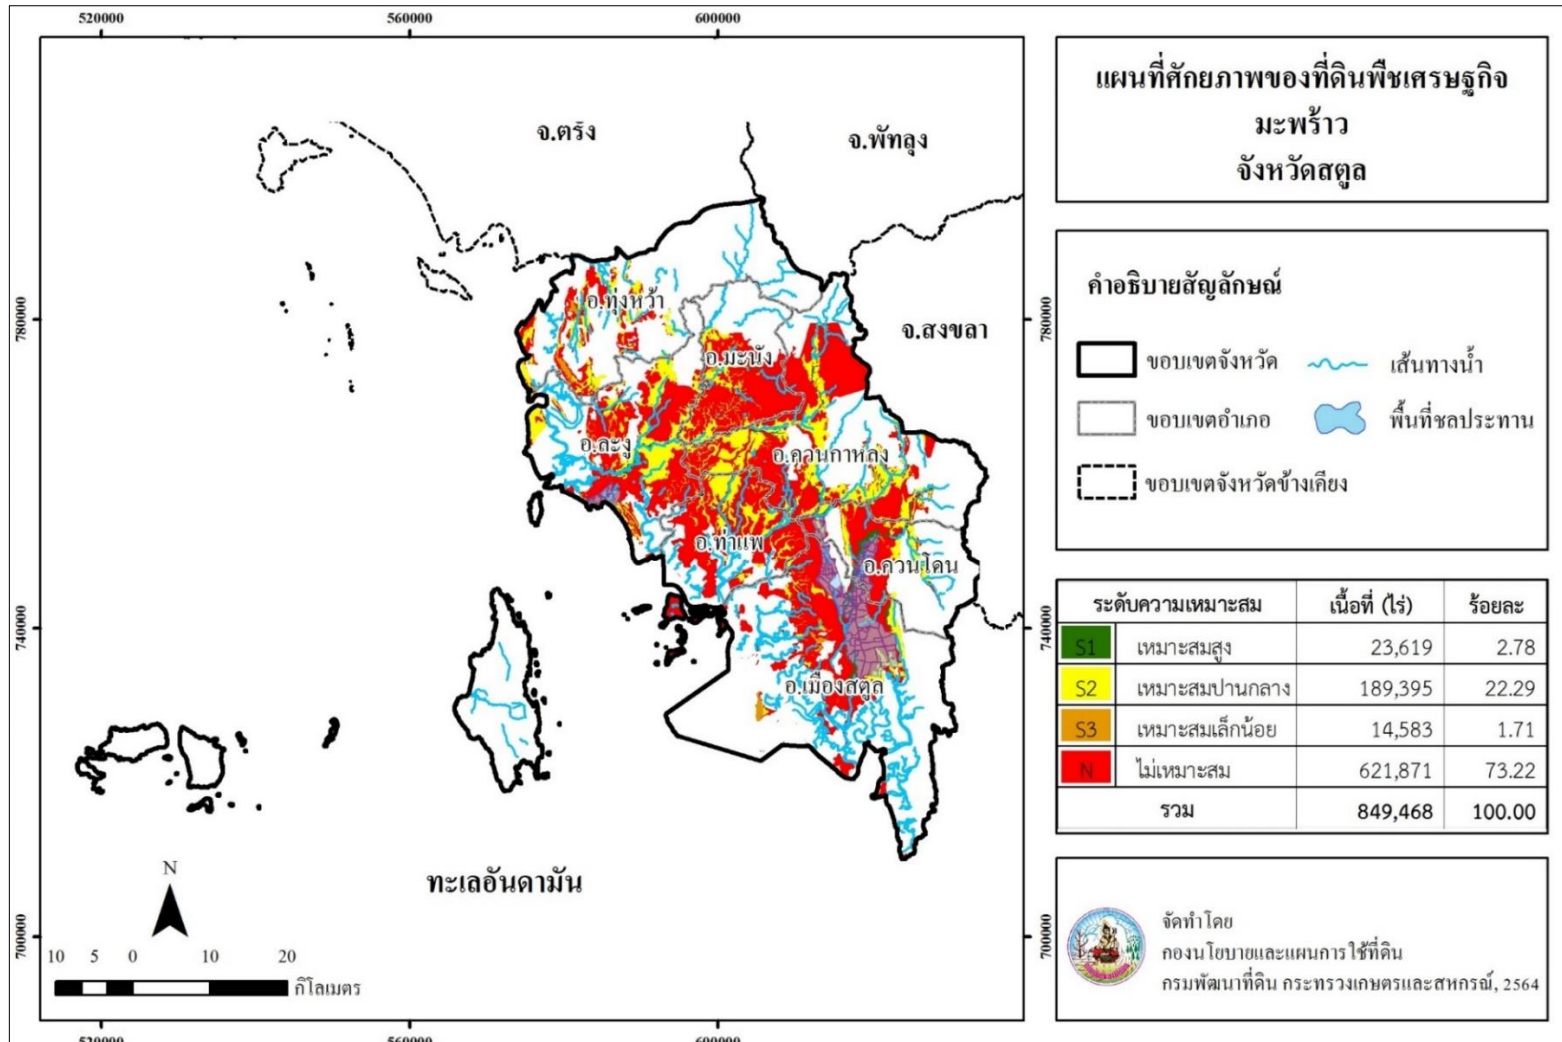 520000
560000
600000
แผนที่ศักยภาพของที่ดินพืชเศรษฐกิจ
มะพร้าว
จังหวัดสตูล
จ.ตรัง
จ.พัทลุง
จ.สงขลา
780000
780000
อ.ทุ่งหว้า
อ.มะนัง
อ.ละงู
อ.ควนกาหลง
อ.ท่าแพ
อ.ควนโดน
อ.เมืองสตูล
740000
740000
ทะเลอันดามัน
N
10 5 0 10 20
กิโลเมตร
700000
700000
520000
560000
600000
คำอธิบายสัญลักษณ์
ขอบเขตจังหวัด
เส้นทางน้ำ
ขอบเขตอำเภอ
พื้นที่ชลประทาน
ขอบเขตจังหวัดข้างเคียง
ระดับความเหมาะสม เนื้อที่ (ไร่) ร้อยละ
S1 เหมาะสมสูง 23,619 2.78
S2 เหมาะสมปานกลาง 189,395 22.29
S3 เหมาะสมเล็กน้อย 14,583 1.71
N ไม่เหมาะสม 621,871 73.22
รวม 849,468 100.00
จัดทำโดย
กองนโยบายและแผนการใช้ที่ดิน
กรมพัฒนาที่ดิน กระทรวงเกษตรและสหกรณ์, 2564